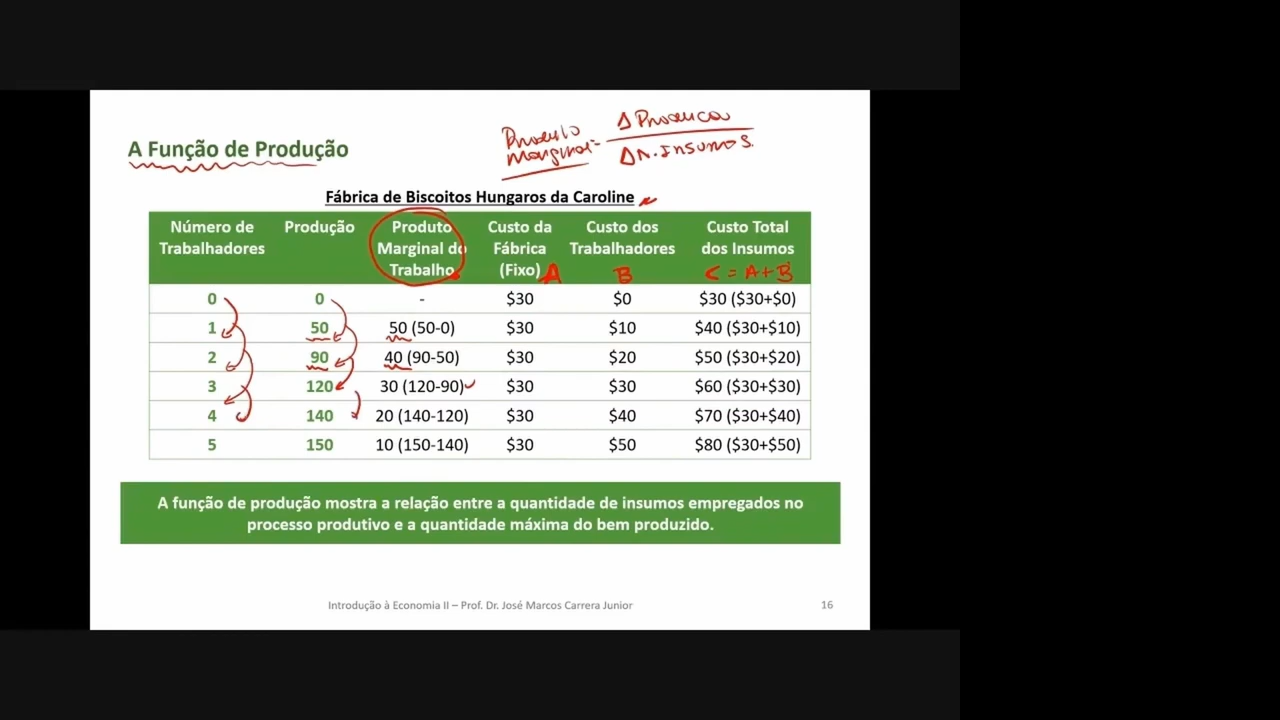 A Função de Produção
Produto Marginal = Δ Producao
Δ n. insumos.
Fábrica de Biscoitos Hungaros da Caroline
Número de Trabalhadores Produção Produto Marginal do Trabalho Custo da Fábrica (Fixo) A Custo dos Trabalhadores B Custo Total dos Insumos C = A+B
0 0 - $30 $0 $30 ($30+$0)
1 50 50 (50-0) $30 $10 $40 ($30+$10)
2 90 40 (90-50) $30 $20 $50 ($30+$20)
3 120 30 (120-90) $30 $30 $60 ($30+$30)
4 140 20 (140-120) $30 $40 $70 ($30+$40)
5 150 10 (150-140) $30 $50 $80 ($30+$50)
A função de produção mostra a relação entre a quantidade de insumos empregados no
processo produtivo e a quantidade máxima do bem produzido.
Introdução à Economia II – Prof. Dr. José Marcos Carrera Junior 16